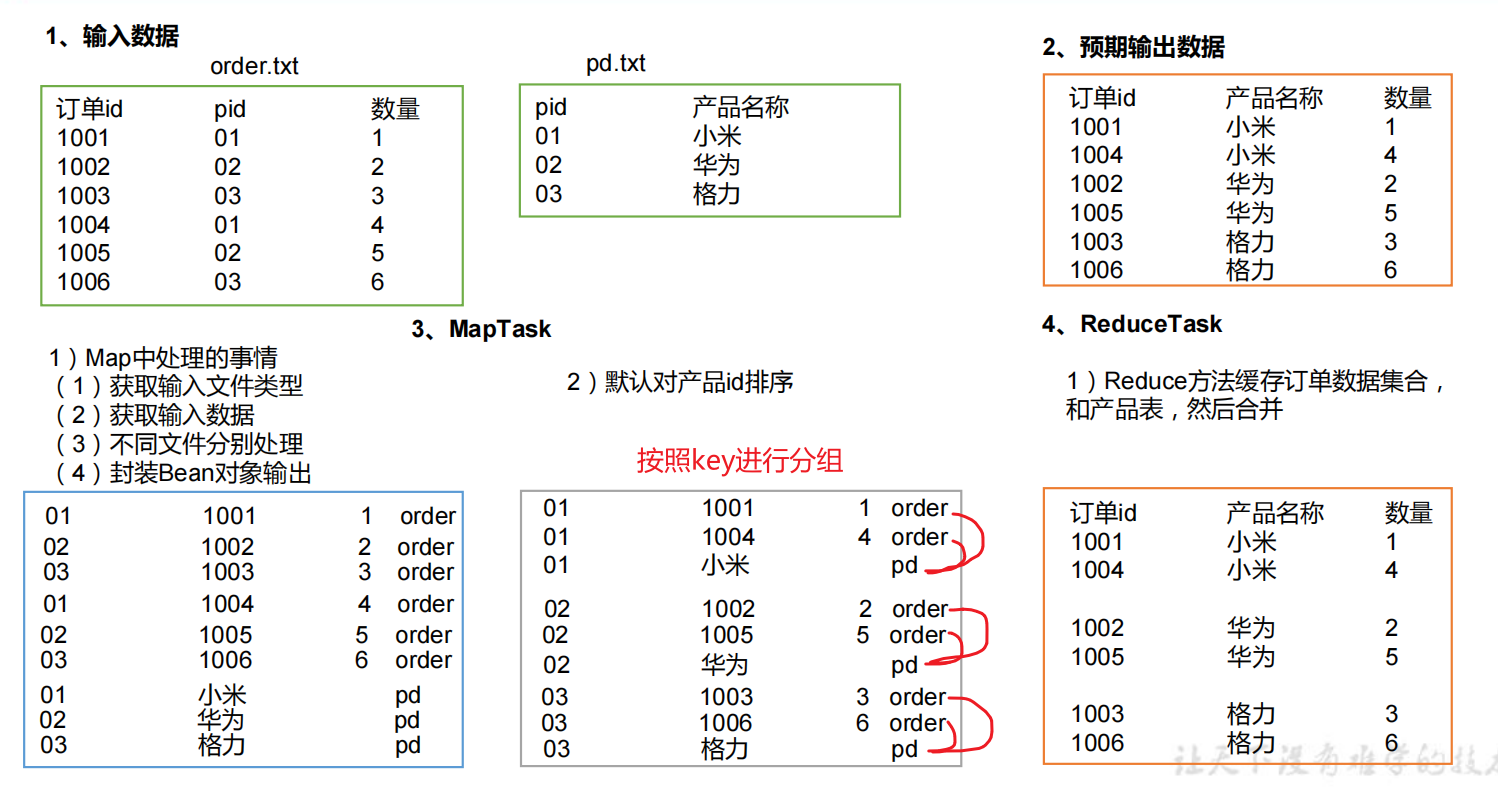 1、输入数据
order.txt
订单id pid 数量
1001 01 1
1002 02 2
1003 03 3
1004 01 4
1005 02 5
1006 03 6
pd.txt
pid 产品名称
01 小米
02 华为
03 格力
2、预期输出数据
订单id 产品名称 数量
1001 小米 1
1004 小米 4
1002 华为 2
1005 华为 5
1003 格力 3
1006 格力 6
3、MapTask
1）Map中处理的事情
（1）获取输入文件类型
（2）获取输入数据
（3）不同文件分别处理
（4）封装Bean对象输出
01 1001 1 order
02 1002 2 order
03 1003 3 order
01 1004 4 order
02 1005 5 order
03 1006 6 order
01 小米 pd
02 华为 pd
03 格力 pd
2）默认对产品id排序
按照key进行分组
01 1001 1 order
01 1004 4 order
01 小米 pd
02 1002 2 order
02 1005 5 order
02 华为 pd
03 1003 3 order
03 1006 6 order
03 格力 pd
4、ReduceTask
1）Reduce方法缓存订单数据集合，
和产品表，然后合并
订单id 产品名称 数量
1001 小米 1
1004 小米 4
1002 华为 2
1005 华为 5
1003 格力 3
1006 格力 6
让天下没有难学的技术